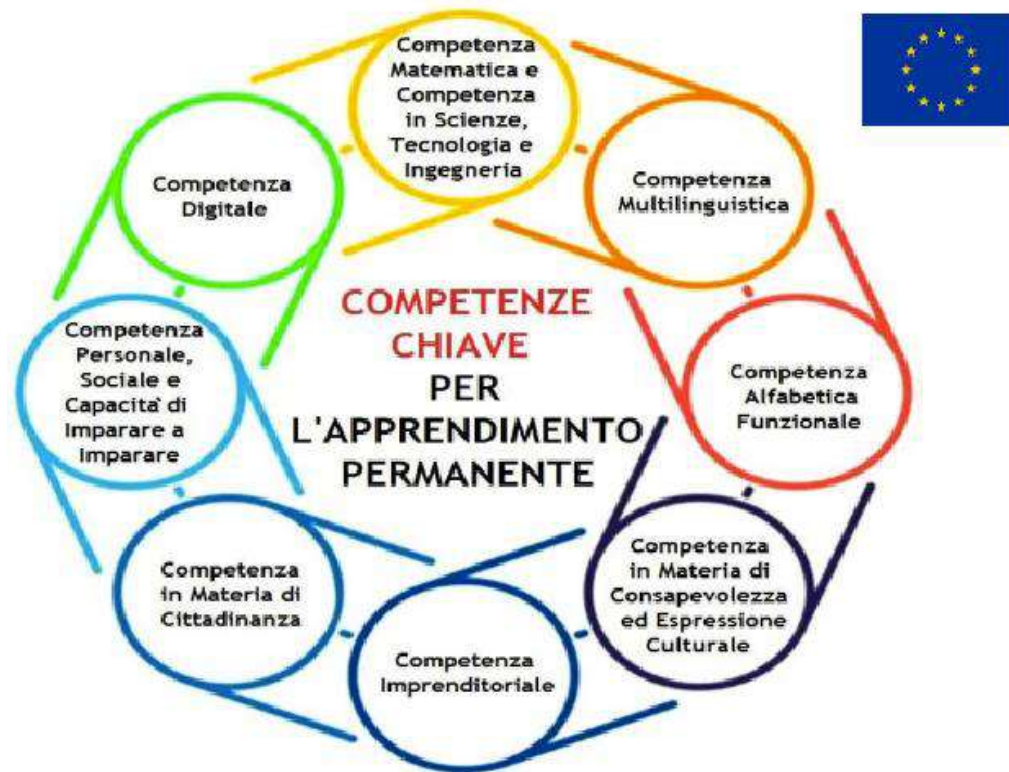 Competenza
Matematica e
Competenza
in Scienze,
Tecnologia e
Ingegneria
Competenza
Multilinguistica
Competenza
Alfabetica
Funzionale
Competenza
in Materia di
Consapevolezza
ed Espressione
Culturale
Competenza
Imprenditoriale
Competenza
in Materia di
Cittadinanza
Competenza
Personale,
Sociale e
Capacità di
Imparare a
Imparare
Competenza
Digitale
COMPETENZE
CHIAVE
PER
L'APPRENDIMENTO
PERMANENTE